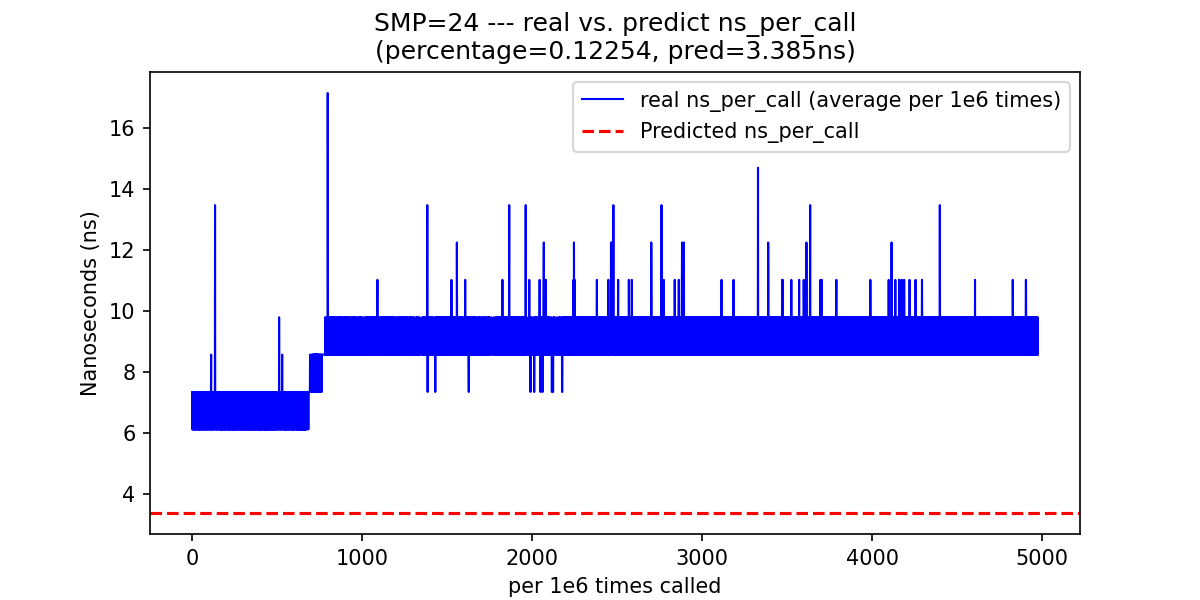 SMP=24 --- real vs. predict ns_per_call
(percentage=0.12254, pred=3.385ns)
real ns_per_call (average per 1e6 times)
Predicted ns_per_call
Nanoseconds (ns)
16
14
12
10
8
6
4
0 1000 2000 3000 4000 5000
per 1e6 times called